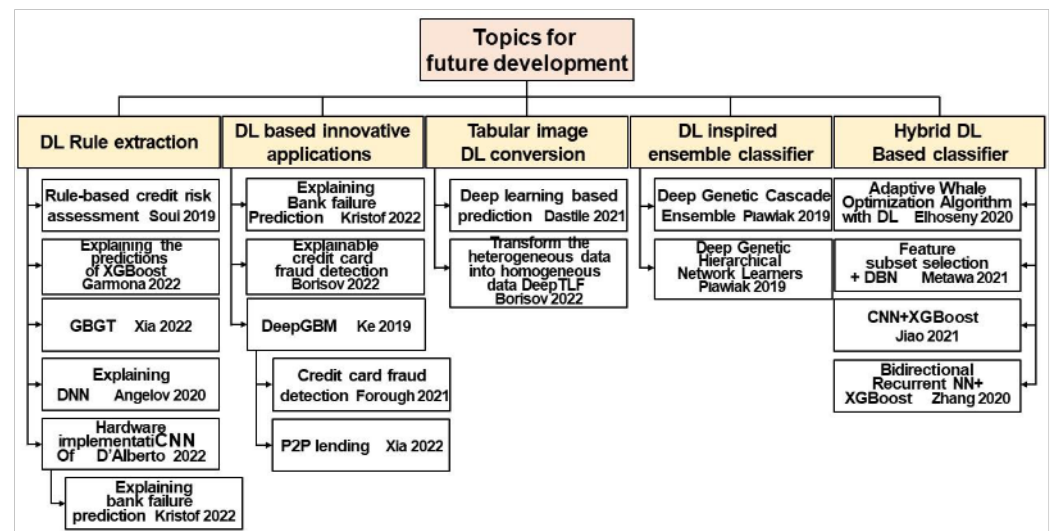 Topics for
future development
DL Rule extraction
Rule-based credit risk
assessment Soui 2019
Explaining the
predictions
of XGBoost
Garmona
2022
GBGT Xia 2022
Explaining
DNN Angelov 2020
Hardware
implementatiCNN
Of D'Alberto 2022
Explaining
bank failure
prediction Kristof 2022
DL based innovative
applications
Explaining
Bank failure
Prediction Kristof 2022
Explainable
credit card
fraud detection
Borisov 2022
DeepGBM Ke 2019
Credit card fraud
detection Forough 2021
P2P lending Xia 2022
Tabular image
DL conversion
Deep learning based
prediction Dastile 2021
Transform the
heterogeneous data
into homogeneous
data DeepTLF
Borisov 2022
DL inspired
ensemble classifier
Deep Genetic Cascade
Ensemble Pławiak 2019
Deep Genetic
Hierarchical
Network Learners
Pławiak 2019
Hybrid DL
Based classifier
Adaptive Whale
Optimization Algorithm
with DL Elhoseny 2020
Feature
subset selection
+ DBN Metawa 2021
CNN+XGBoost
Jiao 2021
Bidirectional
Recurrent NN+
XGBoost Zhang 2020